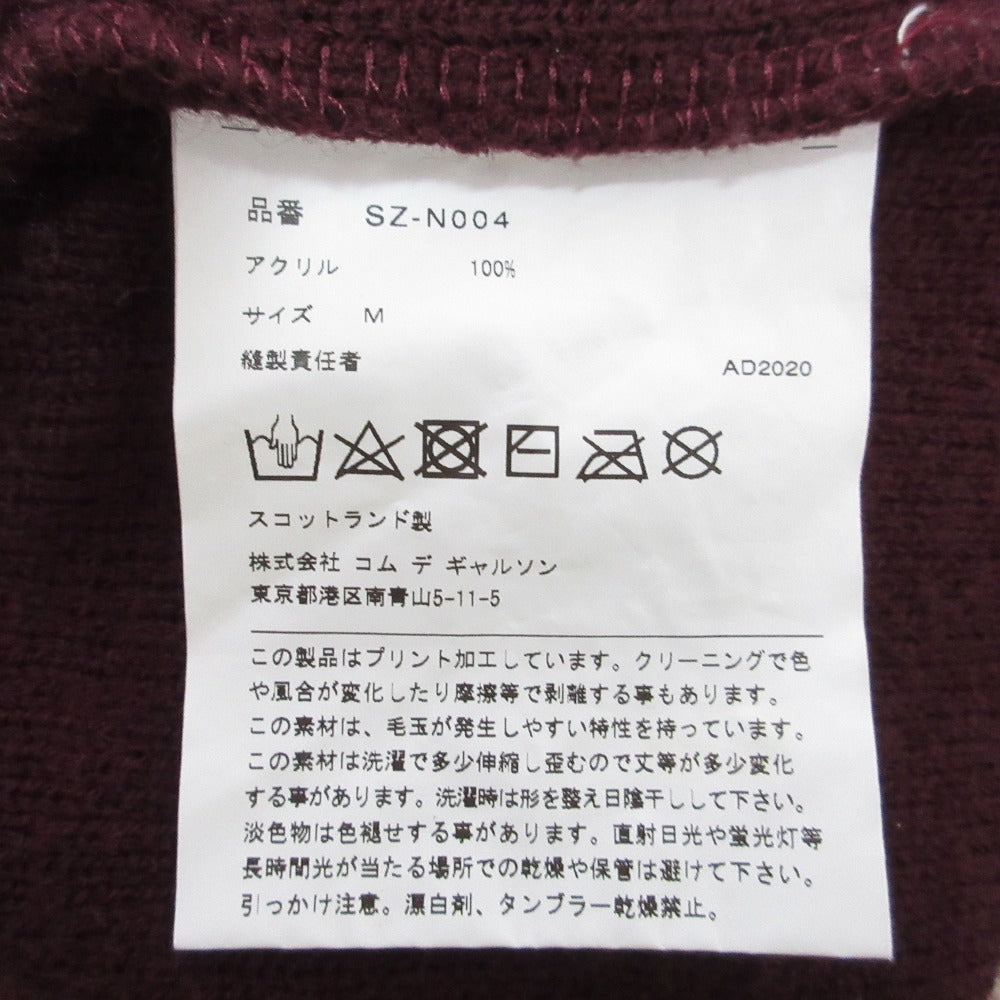 品番 SZ-N004
アクリル 100%
サイズ M
縫製責任者 AD2020
スコットランド製
株式会社 コム デ ギャルソン
東京都港区南青山5-11-5
この製品はプリント加工しています。クリーニングで色
や風合が変化したり摩擦等で剥離する事もあります。
この素材は、毛玉が発生しやすい特性を持っています。
この素材は洗濯で多少伸縮し歪むので丈等が多少変化
する事があります。洗濯時は形を整え日陰干しして下さい。
淡色物は色褪せする事があります。直射日光や蛍光灯等
長時間光が当たる場所での乾燥や保管は避けて下さい。
引っかけ注意。漂白剤、タンブラー乾燥禁止。